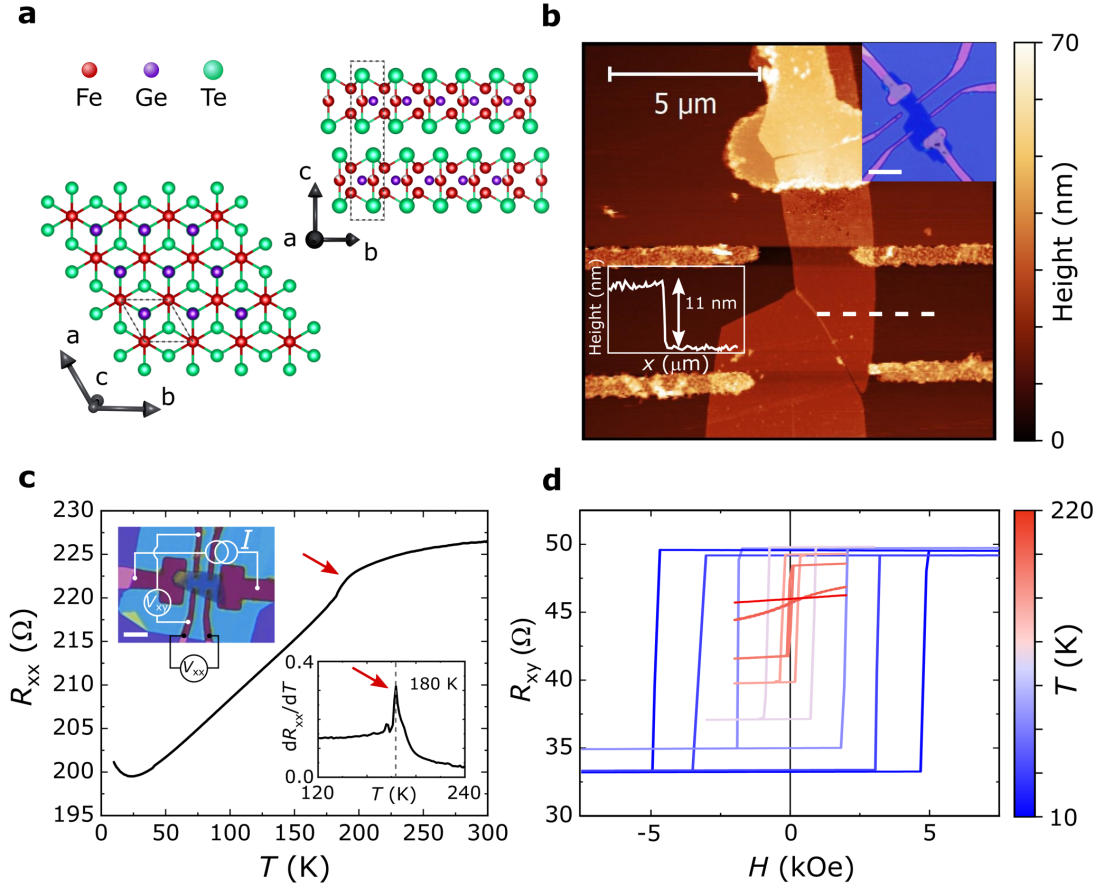 a
Fe Ge Te
c
a
b
a
c
b
b
5 μm
Height (nm)
11 nm
x (μm)
70
Height (nm)
0
c
230
225
220
215
210
205
200
195
Rxx (Ω)
0 50 100 150 200 250 300
T (K)
I
Vxy
Vxx
0.4
0.0
dRxx/dT
180 K
120 T (K) 240
d
55
50
45
40
35
30
Rxy (Ω)
-5 0 5
H (kOe)
220
T (K)
10